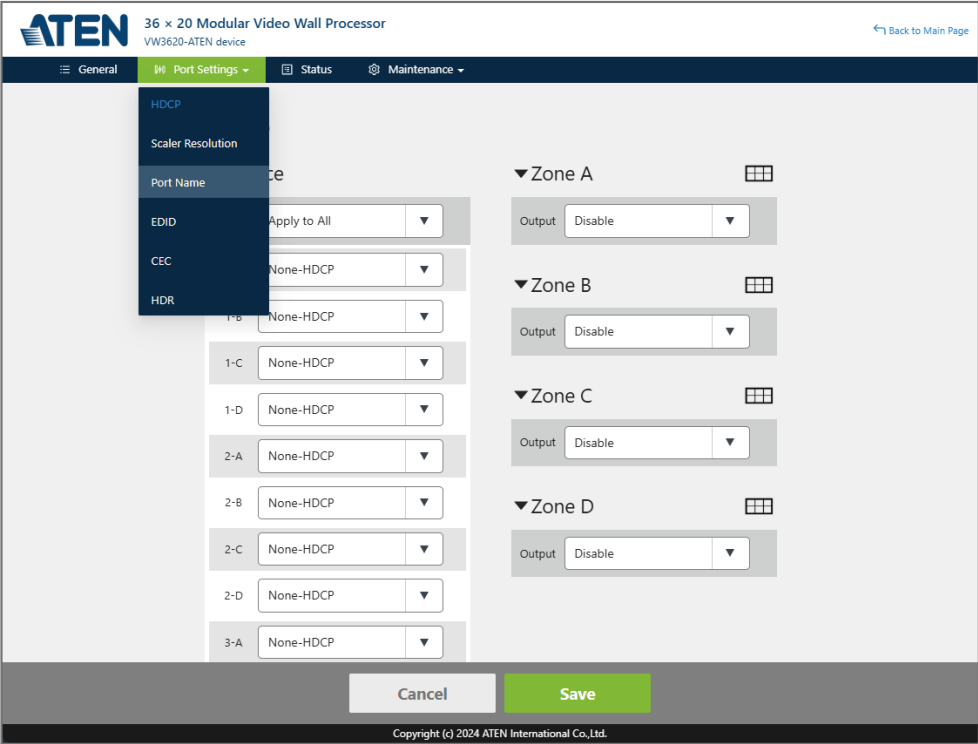 ATEN
36 × 20 Modular Video Wall Processor
VW3620-ATEN device
Back to Main Page
General
Port Settings
Status
Maintenance
HDCP
Scaler Resolution
Port Name
EDID
CEC
HDR
ce
Apply to All
None-HDCP
1-B None-HDCP
1-C None-HDCP
1-D None-HDCP
2-A None-HDCP
2-B None-HDCP
2-C None-HDCP
2-D None-HDCP
3-A None-HDCP
Zone A
Output Disable
Zone B
Output Disable
Zone C
Output Disable
Zone D
Output Disable
Cancel
Save
Copyright (c) 2024 ATEN International Co.,Ltd.